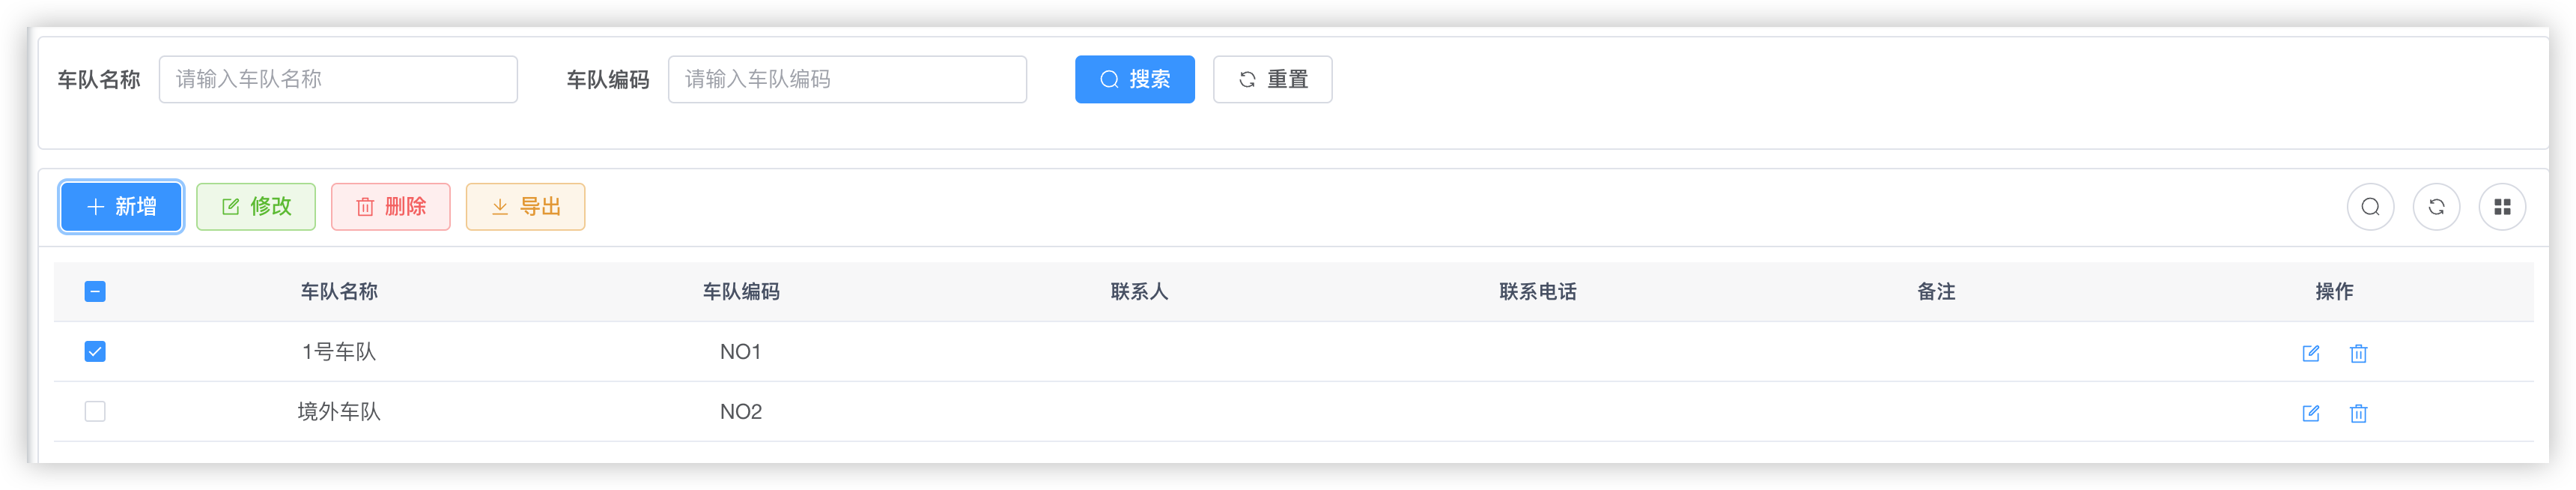 车队名称 请输入车队名称 车队编码 请输入车队编码 搜索 重置
新增 修改 删除 导出
车队名称 车队编码 联系人 联系电话 备注 操作
1号车队 NO1
境外车队 NO2